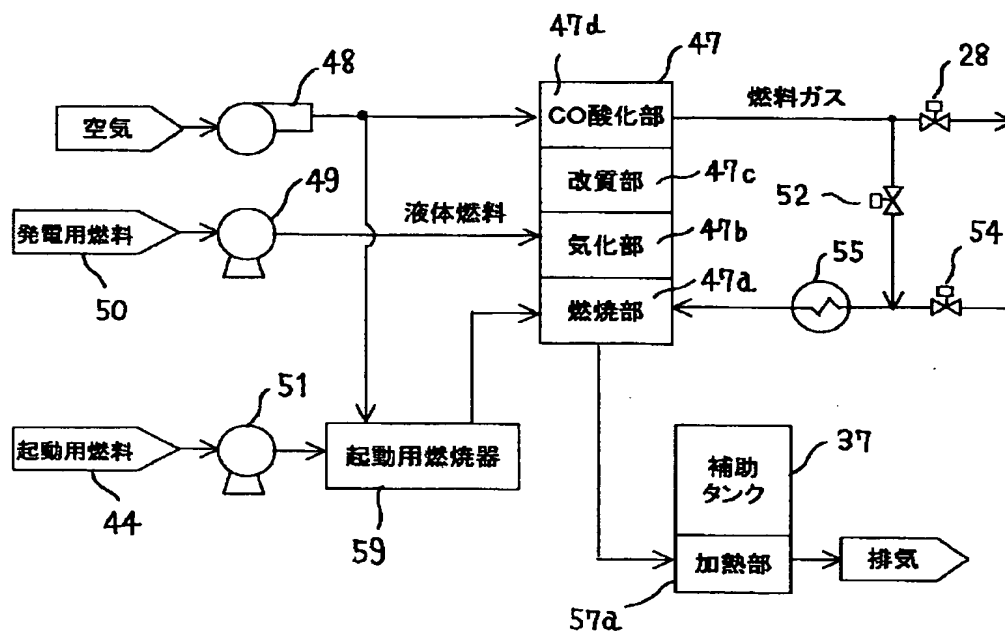 47d
47
28
48
空気
CO酸化部
燃料ガス
49
改質部
47c
52
発電用燃料
液体燃料
気化部
47b
54
50
55
燃焼部
47a
51
起動用燃料
起動用燃焼器
補助
タンク
37
44
59
加熱部
排気
57a